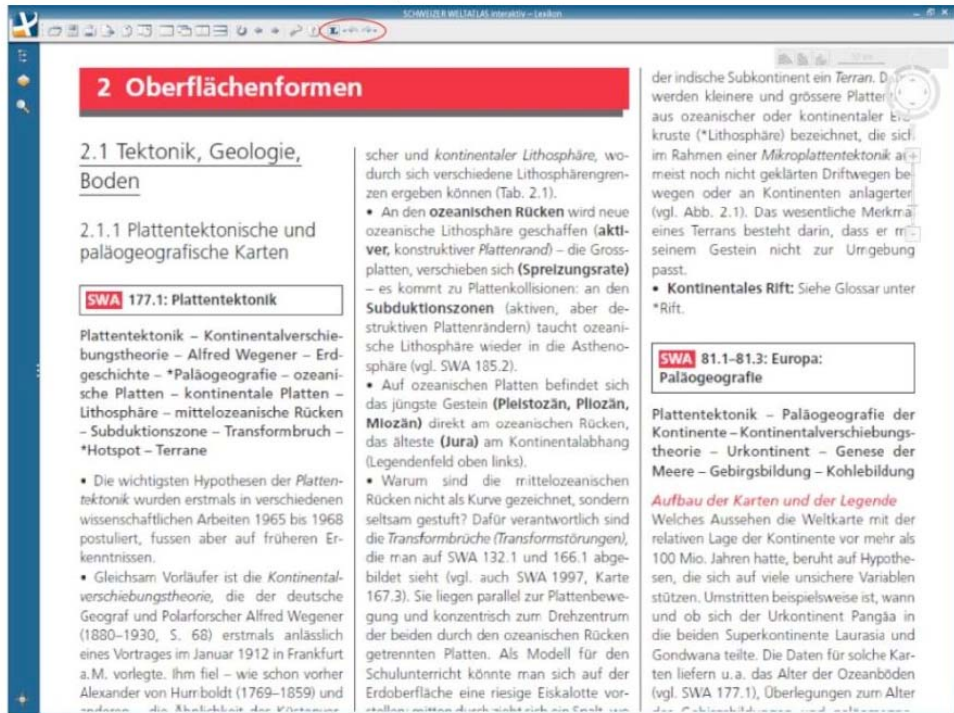 SCHWEIZER WELTATLAS interaktiv – Lexikon
2 Oberflächenformen
2.1 Tektonik, Geologie,
Boden
2.1.1 Plattentektonische und
paläogeografische Karten
SWA 177.1: Plattentektonik
Plattentektonik – Kontinentalverschie-
bungstheorie – Alfred Wegener – Erd-
geschichte – *Paläogeografie – ozeani-
sche Platten – kontinentale Platten –
Lithosphäre – mittelozeanische Rücken
– Subduktionszone – Transformbruch –
*Hotspot – Terrane
• Die wichtigsten Hypothesen der Platten-
tektonik wurden erstmals in verschiedenen
wissenschaftlichen Arbeiten 1965 bis 1968
postuliert, fussen aber auf früheren Er-
kenntnissen.
• Gleichsam Vorläufer ist die Kontinental-
verschiebungstheorie, die der deutsche
Geograf und Polarforscher Alfred Wegener
(1880–1930, S. 68) erstmals anlässlich
eines Vortrages im Januar 1912 in Frankfurt
a.M. vorlegte. Ihm fiel – wie schon vorher
Alexander von Humboldt (1769–1859) und
scher und kontinentaler Lithosphäre, wo-
durch sich verschiedene Lithosphärengren-
zen ergeben können (Tab. 2.1).
• An den ozeanischen Rücken wird neue
ozeanische Lithosphäre geschaffen (akti-
ver, konstruktiver Plattenrand) – die Gross-
platten, verschieben sich (Spreizungsrate)
– es kommt zu Plattenkollisionen: an den
Subduktionszonen (aktiven, aber de-
struktiven Plattenrändern) taucht ozeani-
sche Lithosphäre wieder in die Astheno-
sphäre (vgl. SWA 185.2).
• Auf ozeanischen Platten befindet sich
das jüngste Gestein (Pleistozän, Pliozän,
Miozän) direkt am ozeanischen Rücken,
das älteste (Jura) am Kontinentalabhang
(Legendenfeld oben links).
• Warum sind die mittelozeanischen
Rücken nicht als Kurve gezeichnet, sondern
seltsam gestuft? Dafür verantwortlich sind
die Transformbrüche (Transformstörungen),
die man auf SWA 132.1 und 166.1 abge-
bildet sieht (vgl. auch SWA 1997, Karte
167.3). Sie liegen parallel zur Plattenbewe-
gung und konzentrisch zum Drehzentrum
der beiden durch den ozeanischen Rücken
getrennten Platten. Als Modell für den
Schulunterricht könnte man sich auf der
Erdoberfläche eine riesige Eiskalotte vor-
der indische Subkontinent ein Terran.
werden kleinere und grössere
aus ozeanischer oder kontinentaler
kruste (*Lithosphäre) bezeichnet, die sich
im Rahmen einer Mikroplattentektonik
meist noch nicht geklärten Driftwegen be-
wegen oder an Kontinenten anlagerten
(vgl. Abb. 2.1). Das wesentliche
eines Terrans besteht darin, dass er
seinem Gestein nicht zur Umgebung
passt.
• Kontinentales Rift: Siehe Glossar unter
*Rift.
SWA 81.1–81.3: Europa:
Paläogeografie
Plattentektonik – Paläogeografie der
Kontinente – Kontinentalverschiebungs-
theorie – Urkontinent – Genese der
Meere – Gebirgsbildung – Kohlebildung
Aufbau der Karten und der Legende
Welches Aussehen die Weltkarte mit der
relativen Lage der Kontinente vor mehr als
100 Mio. Jahren hatte, beruht auf Hypothe-
sen, die sich auf viele unsichere Variablen
stützen. Umstritten beispielsweise ist, wann
und ob sich der Urkontinent Pangäa in
die beiden Superkontinente Laurasia und
Gondwana teilte. Die Daten für solche Kar-
ten liefern u.a. das Alter der Ozeanböden
(vgl. SWA 177.1), Überlegungen zum Alter